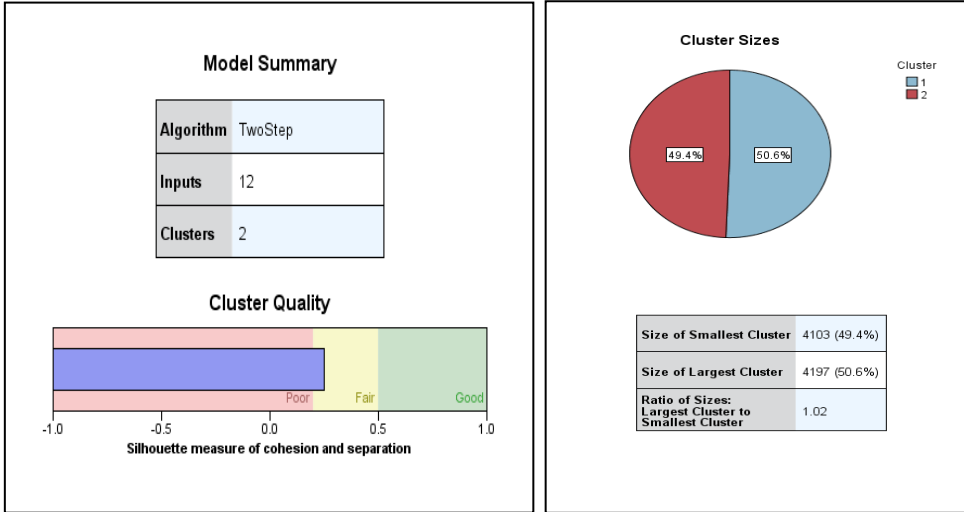 Model Summary
Algorithm TwoStep
Inputs 12
Clusters 2
Cluster Quality
Poor Fair Good
-1.0 -0.5 0.0 0.5 1.0
Silhouette measure of cohesion and separation
Cluster Sizes
Cluster
1
2
49.4% 50.6%
Size of Smallest Cluster 4103 (49.4%)
Size of Largest Cluster 4197 (50.6%)
Ratio of Sizes:
Largest Cluster to 1.02
Smallest Cluster